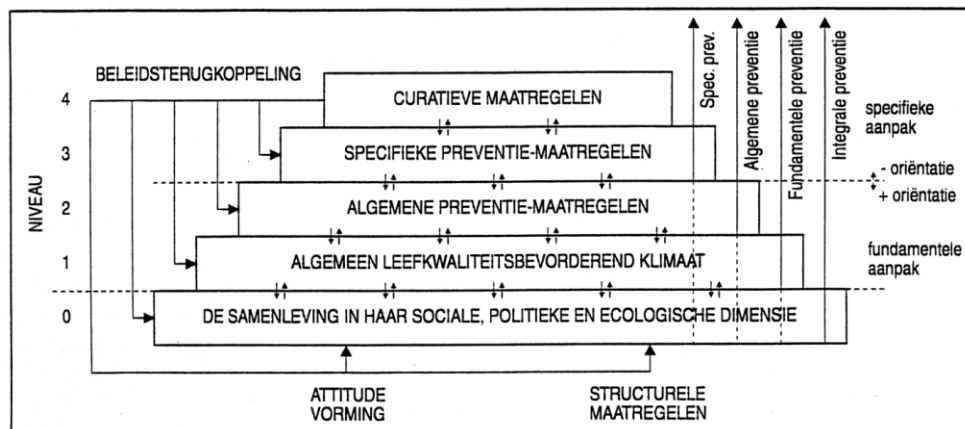 BELEIDSTERUGKOPPELING
NIVEAU
4
CURATIEVE MAATREGELEN
3
SPECIFIEKE PREVENTIE-MAATREGELEN
2
ALGEMENE PREVENTIE-MAATREGELEN
1
ALGEMEEN LEEFKWALITEITSBEVORDEREND KLIMAAT
0
DE SAMENLEVING IN HAAR SOCIALE, POLITIEKE EN ECOLOGISCHE DIMENSIE
Spec. prev.
Algemene preventie
Fundamentele preventie
Integrale preventie
specifieke
aanpak
- oriëntatie
+ oriëntatie
fundamentele
aanpak
ATTITUDE
VORMING
STRUCTURELE
MAATREGELEN